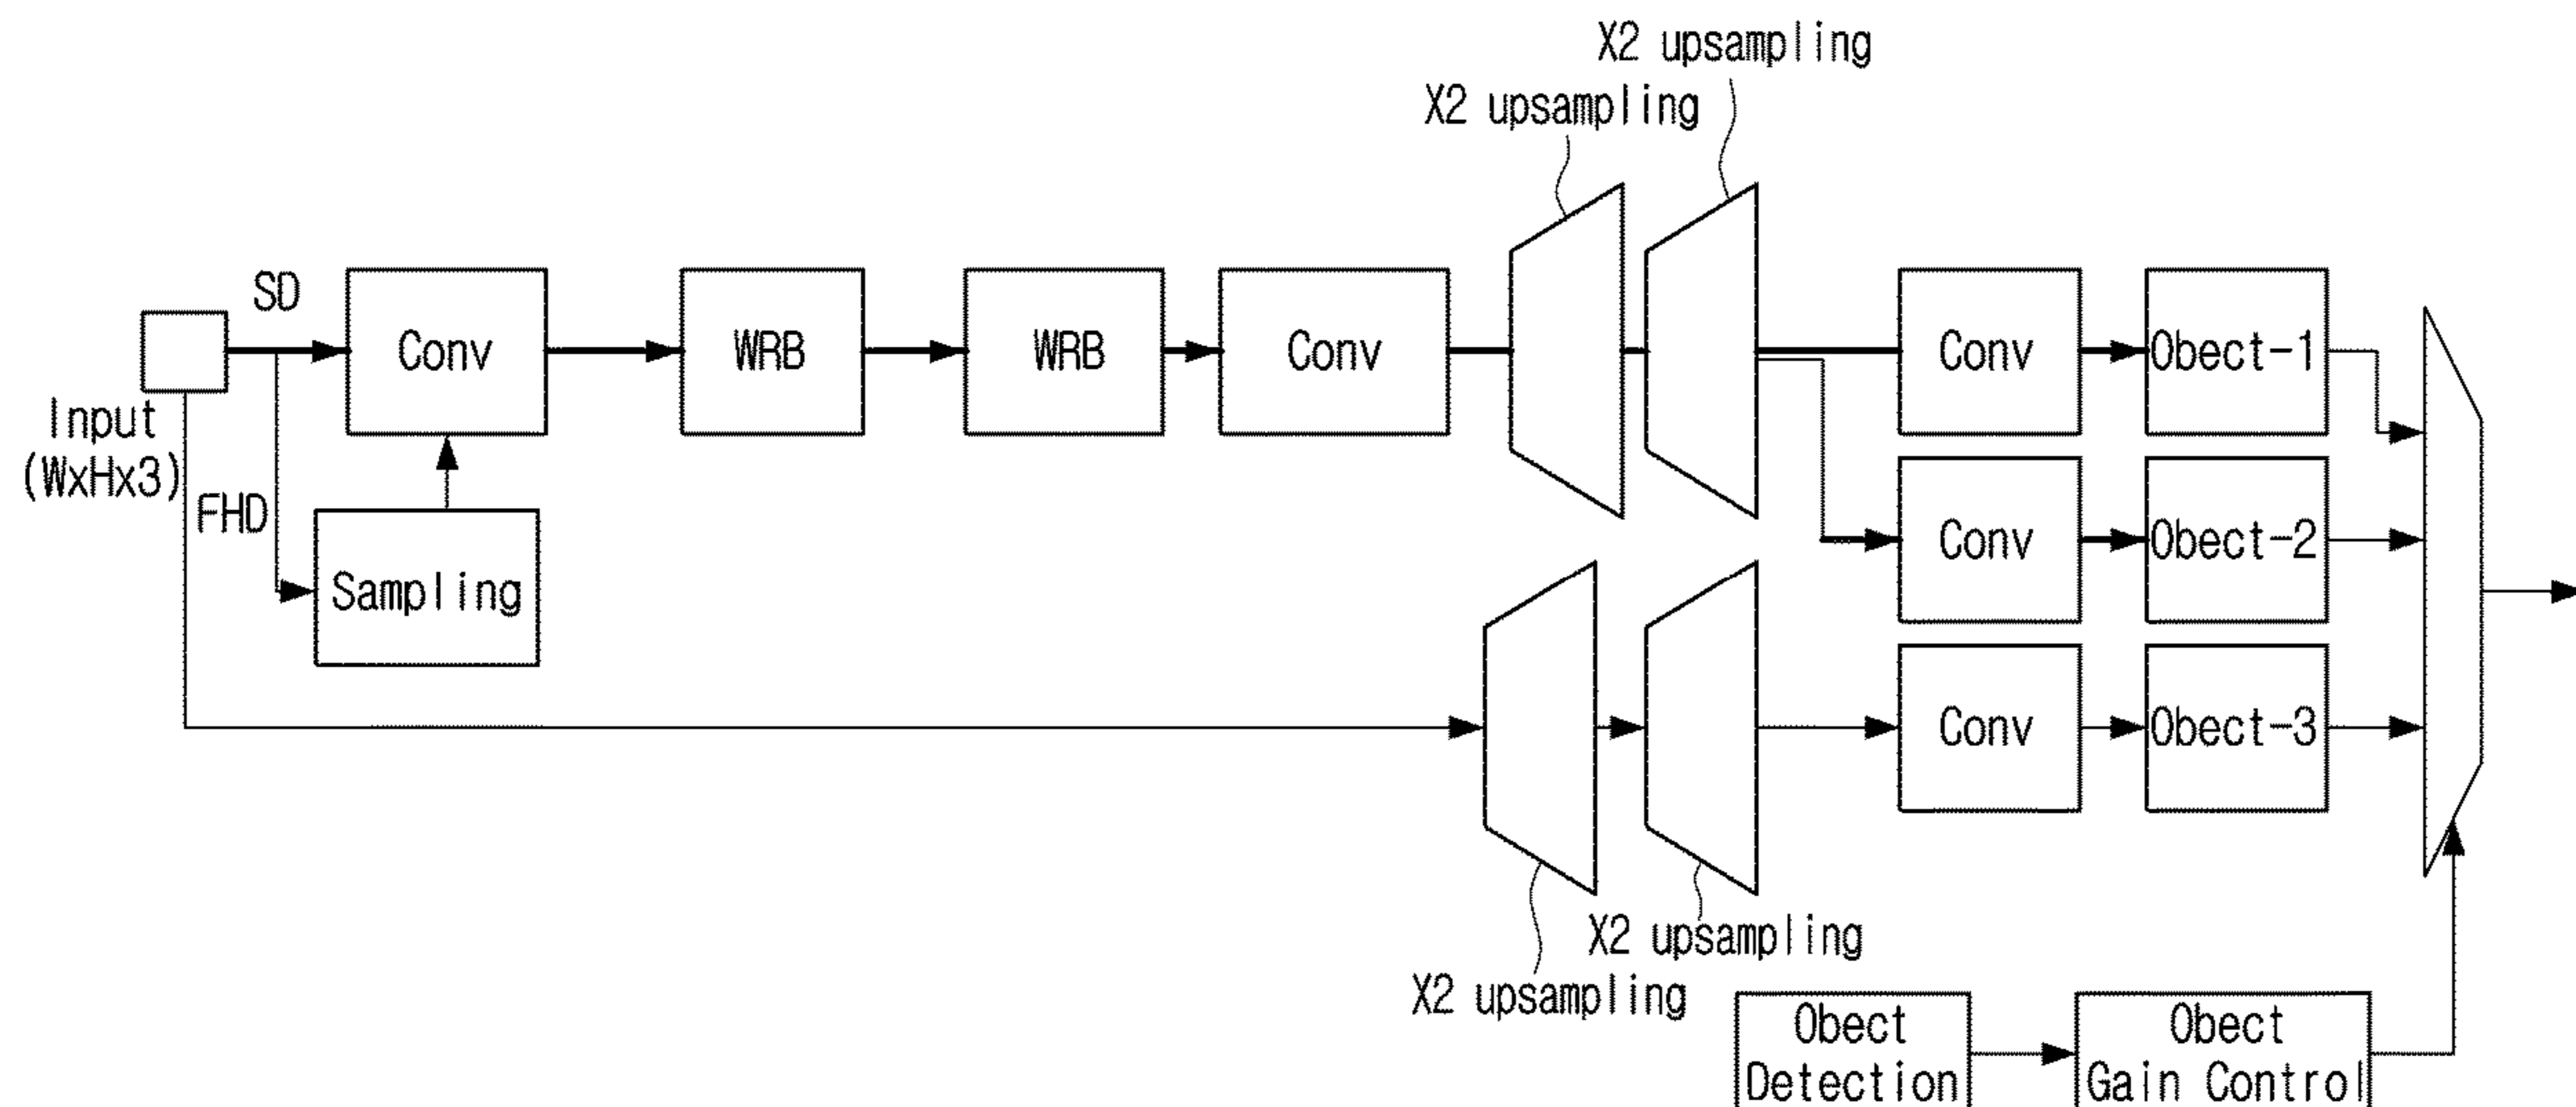 X2 upsampling
X2 upsampling
SD
Conv
WRB
WRB
Conv
Conv
Obect-1
Input
(WxHx3)
FHD
Sampling
Conv
Obect-2
Conv
Obect-3
X2 upsampling
X2 upsampling
Obect
Detection
Obect
Gain Control